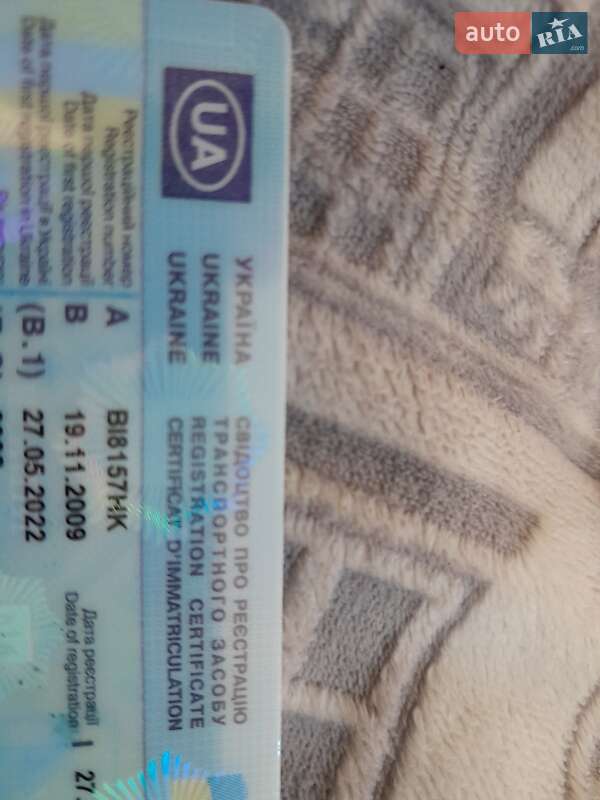 auto RIA .com
UA
УКРАЇНА СВІДОЦТВО ПРО РЕЄСТРАЦІЮ
UKRAINE ТРАНСПОРТНОГО ЗАСОБУ
UKRAINE REGISTRATION CERTIFICATE
CERTIFICAT D'IMMATRICULATION
Реєстраційний номер
Registration number A BI8157HK
Дата першої реєстрації Дата реєстрації
Date of first registration B 19.11.2009 Date of registration I 27.
Дата першої реєстрації в Україні
Date of first registration in Ukraine (B.1) 27.05.2022